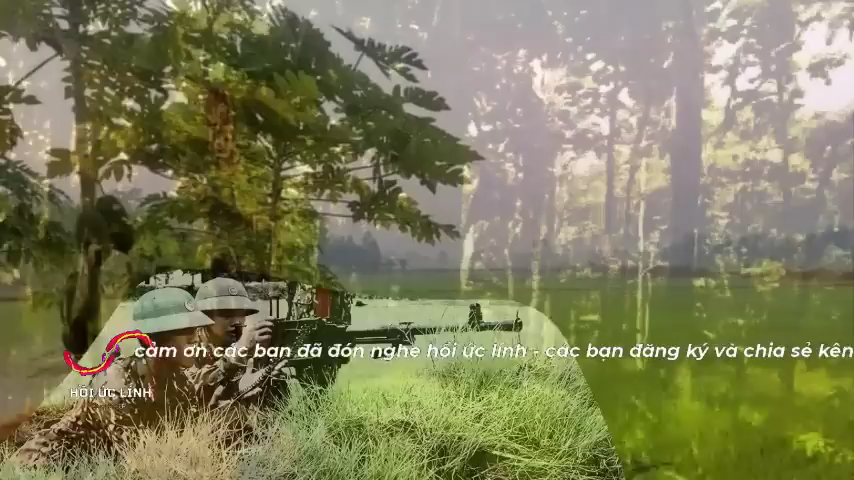 cảm ơn các bạn đã đón nghe hồi ức lính - các bạn đăng ký và chia sẻ kên
HỒI ỨC LÍNH